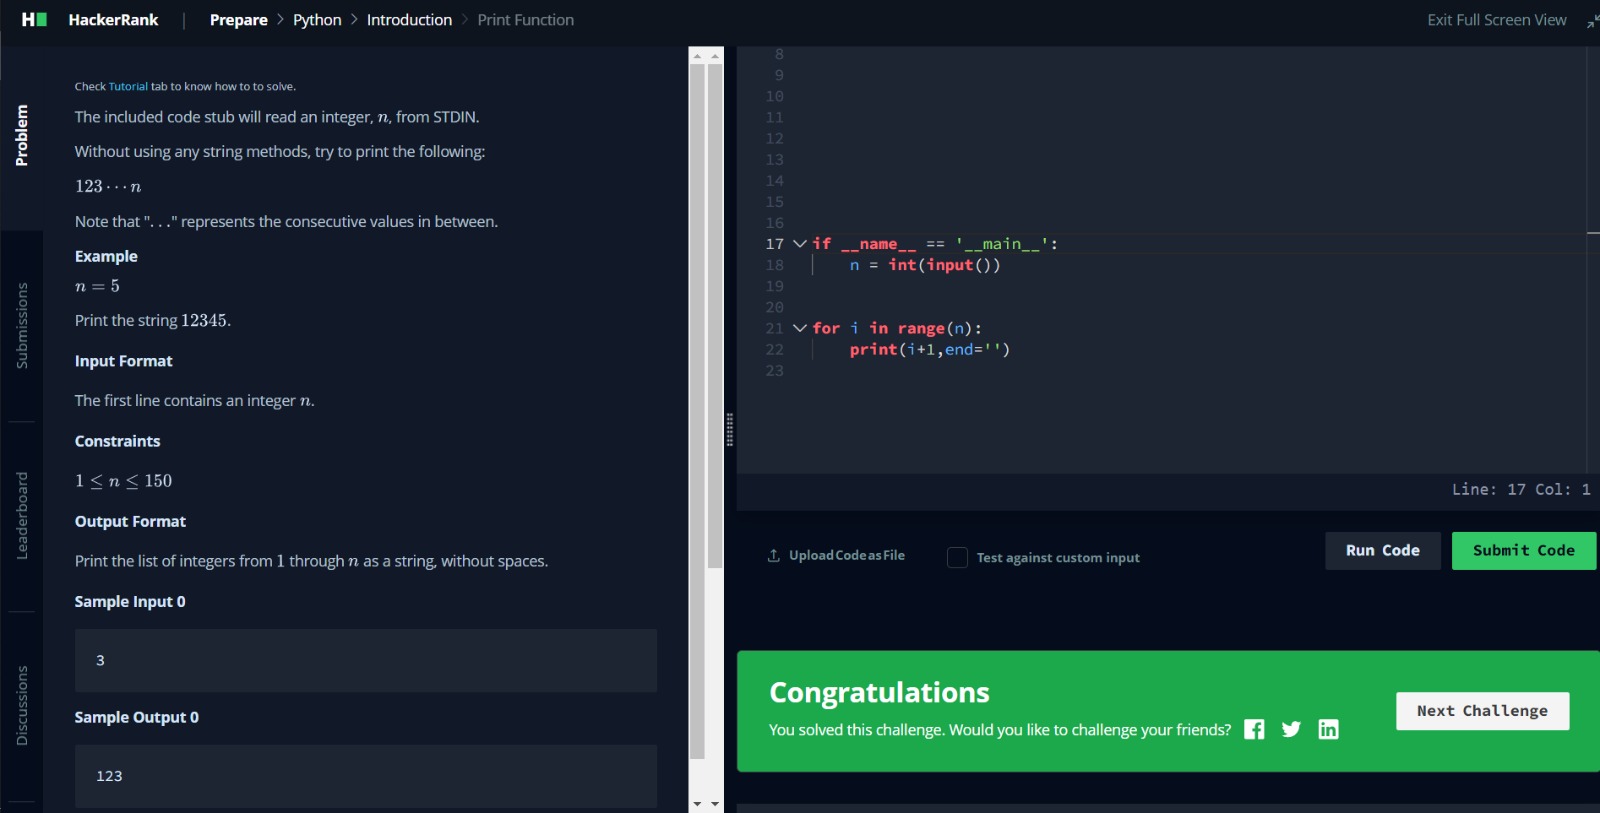 H HackerRank | Prepare > Python > Introduction > Print Function Exit Full Screen View
Problem
Submissions
Leaderboard
Discussions
Check Tutorial tab to know how to to solve.
The included code stub will read an integer, n, from STDIN.
Without using any string methods, try to print the following:
123 · · · n
Note that ". . ." represents the consecutive values in between.
Example
n = 5
Print the string 12345.
Input Format
The first line contains an integer n.
Constraints
1 ≤ n ≤ 150
Output Format
Print the list of integers from 1 through n as a string, without spaces.
Sample Input 0
3
Sample Output 0
123
8
9
10
11
12
13
14
15
16
17 if __name__ == '__main__':
18 n = int(input())
19
20
21 for i in range(n):
22 print(i+1,end='')
23
Line: 17 Col: 1
Upload Code as File
Test against custom input
Run Code
Submit Code
Congratulations
You solved this challenge. Would you like to challenge your friends?
Next Challenge